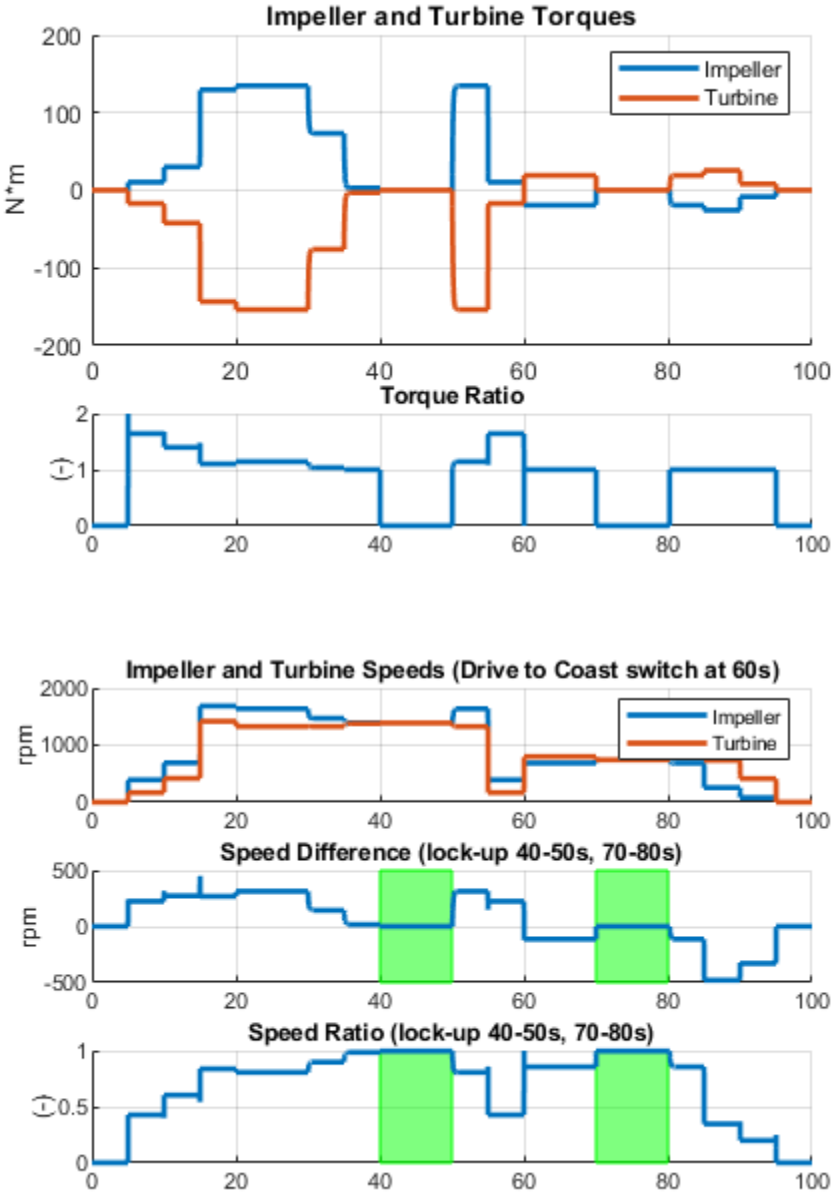 Impeller and Turbine Torques
200
100
0
-100
-200
N*m
Impeller
Turbine
0 20 40 60 80 100
Torque Ratio
2
1
0
(-)
0 20 40 60 80 100
Impeller and Turbine Speeds (Drive to Coast switch at 60s)
2000
1000
0
rpm
Impeller
Turbine
0 20 40 60 80 100
Speed Difference (lock-up 40-50s, 70-80s)
500
0
-500
rpm
0 20 40 60 80 100
Speed Ratio (lock-up 40-50s, 70-80s)
1
0.5
0
(-)
0 20 40 60 80 100